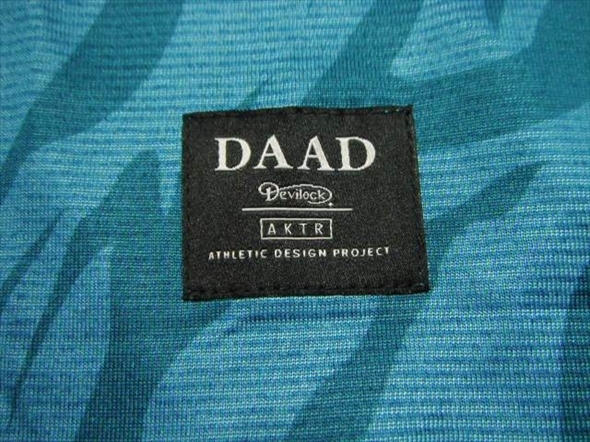 DAAD
Devilock
AKTR
ATHLETIC DESIGN PROJECT